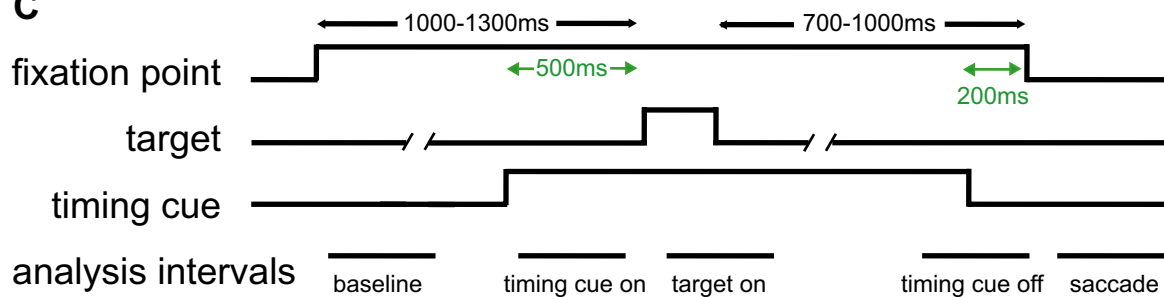 C
1000-1300ms 700-1000ms
fixation point
500ms
200ms
target
timing cue
analysis intervals
baseline timing cue on target on timing cue off saccade